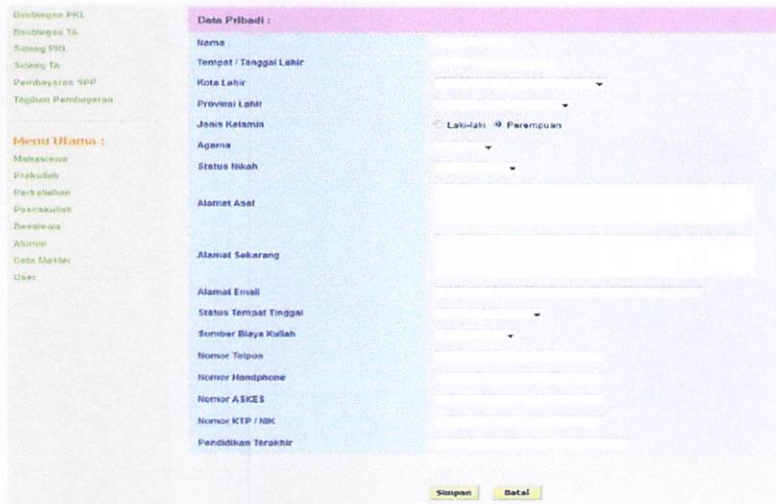 Bimbingan PKL
Bimbingan TA
Sidang PKL
Sidang TA
Pembayaran SPP
Tagihan Pembayaran
Menu Utama :
Mahasiswa
Prakuliah
Perkuliahan
Pascakuliah
Beasiswa
Alumni
Data Master
User
Data Pribadi :
Nama
Tempat / Tanggal Lahir
Kota Lahir
Provinsi Lahir
Jenis Kelamin Laki-laki Perempuan
Agama
Status Nikah
Alamat Asal
Alamat Sekarang
Alamat Email
Status Tempat Tinggal
Sumber Biaya Kuliah
Nomor Telpon
Nomor Handphone
Nomor ASKES
Nomor KTP / NIK
Pendidikan Terakhir
Simpan Batal